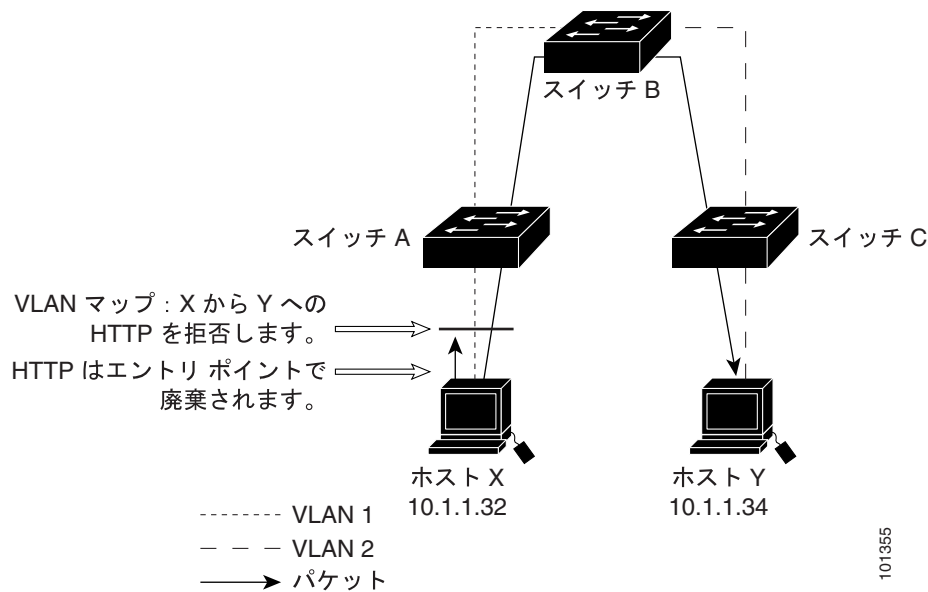 スイッチ B
スイッチ A
スイッチ C
VLAN マップ : X から Y への
HTTP を拒否します。
HTTP はエントリ ポイントで
廃棄されます。
ホスト X
10.1.1.32
ホスト Y
10.1.1.34
VLAN 1
VLAN 2
パケット
101355